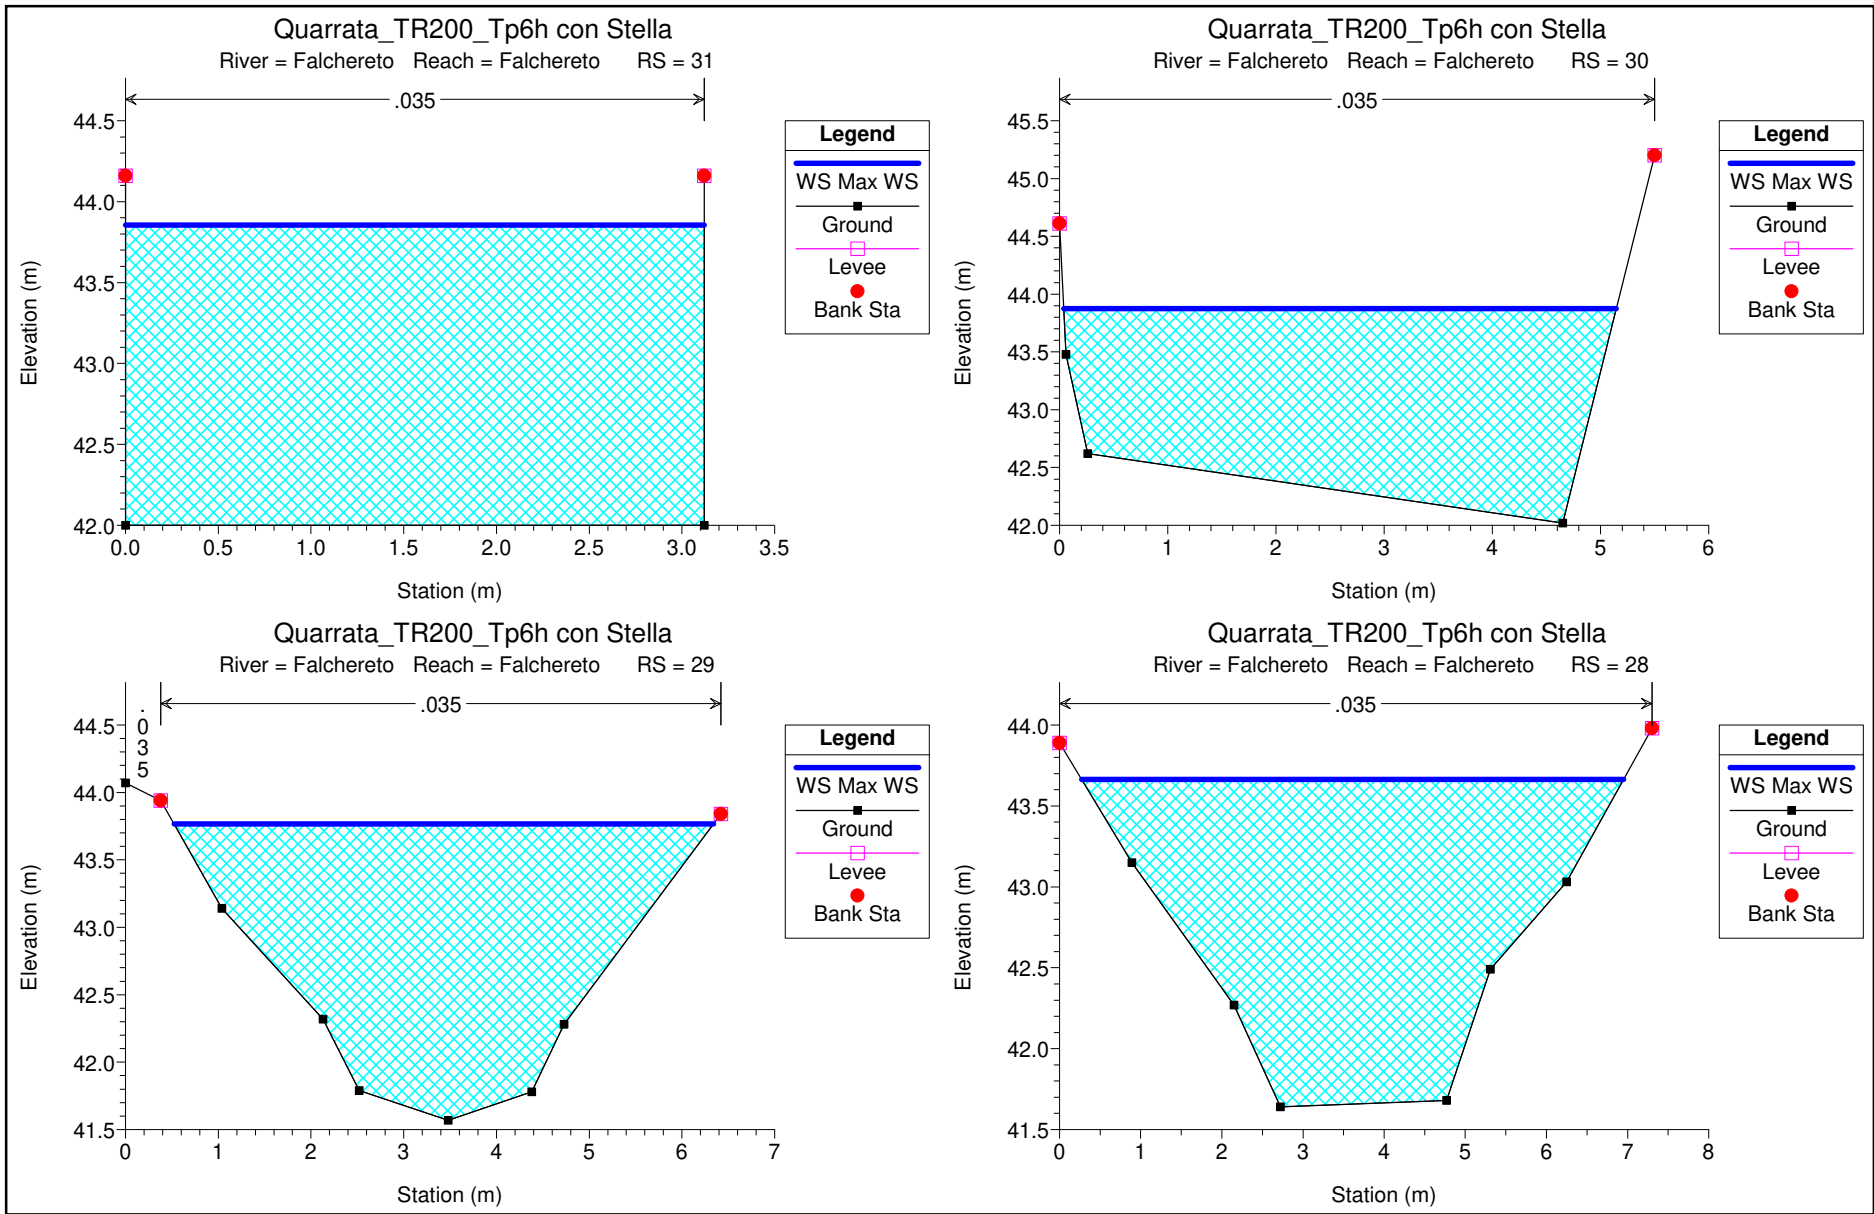 Quarrata_TR200_Tp6h con Stella
River = Falchereto Reach = Falchereto RS = 31
.035
44.5
44.0
43.5
43.0
42.5
42.0
Elevation (m)
0.0 0.5 1.0 1.5 2.0 2.5 3.0 3.5
Station (m)
Legend
WS Max WS
Ground
Levee
Bank Sta
Quarrata_TR200_Tp6h con Stella
River = Falchereto Reach = Falchereto RS = 30
.035
45.5
45.0
44.5
44.0
43.5
43.0
42.5
42.0
Elevation (m)
0 1 2 3 4 5 6
Station (m)
Legend
WS Max WS
Ground
Levee
Bank Sta
Quarrata_TR200_Tp6h con Stella
River = Falchereto Reach = Falchereto RS = 29
.035
.035
44.5
44.0
43.5
43.0
42.5
42.0
41.5
Elevation (m)
0 1 2 3 4 5 6 7
Station (m)
Legend
WS Max WS
Ground
Levee
Bank Sta
Quarrata_TR200_Tp6h con Stella
River = Falchereto Reach = Falchereto RS = 28
.035
44.0
43.5
43.0
42.5
42.0
41.5
Elevation (m)
0 1 2 3 4 5 6 7 8
Station (m)
Legend
WS Max WS
Ground
Levee
Bank Sta